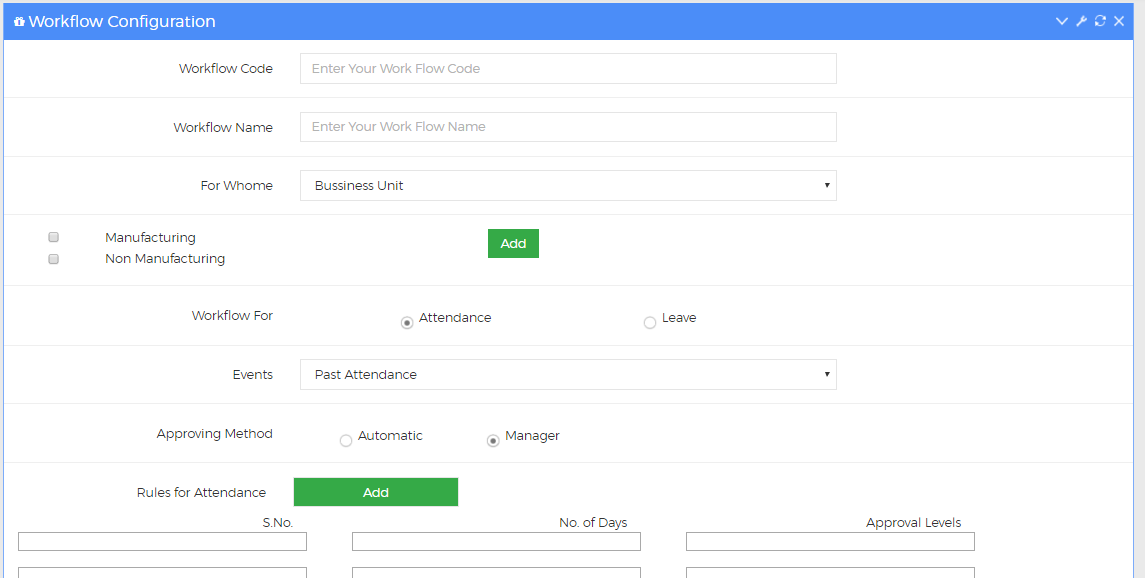 Workflow Configuration
Workflow Code Enter Your Work Flow Code
Workflow Name Enter Your Work Flow Name
For Whome Bussiness Unit
Manufacturing Add
Non Manufacturing
Workflow For Attendance Leave
Events Past Attendance
Approving Method Automatic Manager
Rules for Attendance Add
S.No. No. of Days Approval Levels